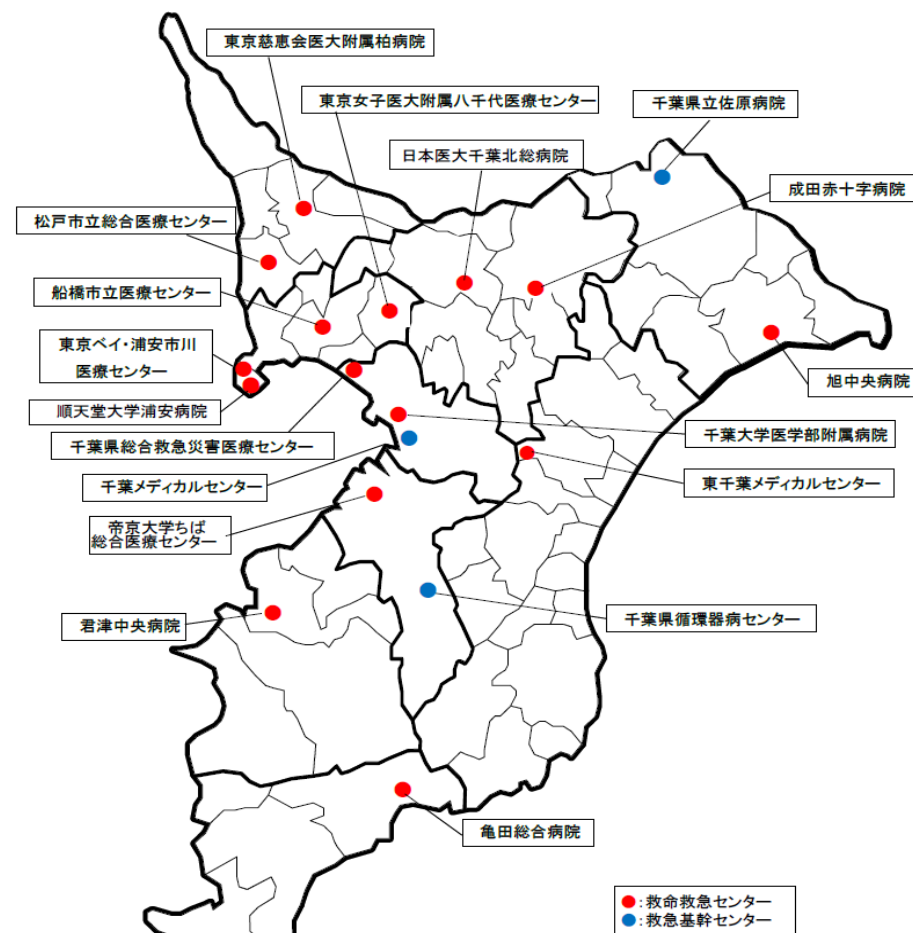 東京慈恵会医大附属柏病院
東京女子医大附属八千代医療センター
千葉県立佐原病院
日本医大千葉北総病院
成田赤十字病院
松戸市立総合医療センター
船橋市立医療センター
東京ベイ・浦安市川
医療センター
旭中央病院
順天堂大学浦安病院
千葉県総合救急災害医療センター
千葉大学医学部附属病院
千葉メディカルセンター
東千葉メディカルセンター
帝京大学ちば
総合医療センター
君津中央病院
千葉県循環器病センター
亀田総合病院
●:救命救急センター
●:救急基幹センター